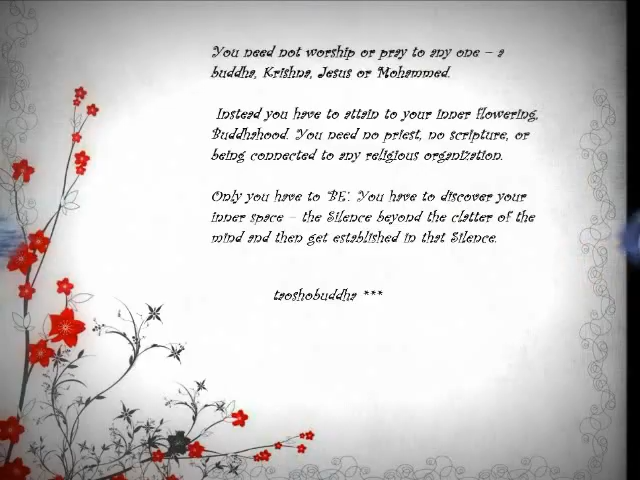 You need not worship or pray to any one – a
buddha, Krishna, Jesus or Mohammed.
Instead you have to attain to your inner flowering,
Buddhahood. You need no priest, no scripture, or
being connected to any religious organization.
Only you have to 'BE'. You have to discover your
inner space – the Silence beyond the clatter of the
mind and then get established in that Silence.
taoshobuddha ***